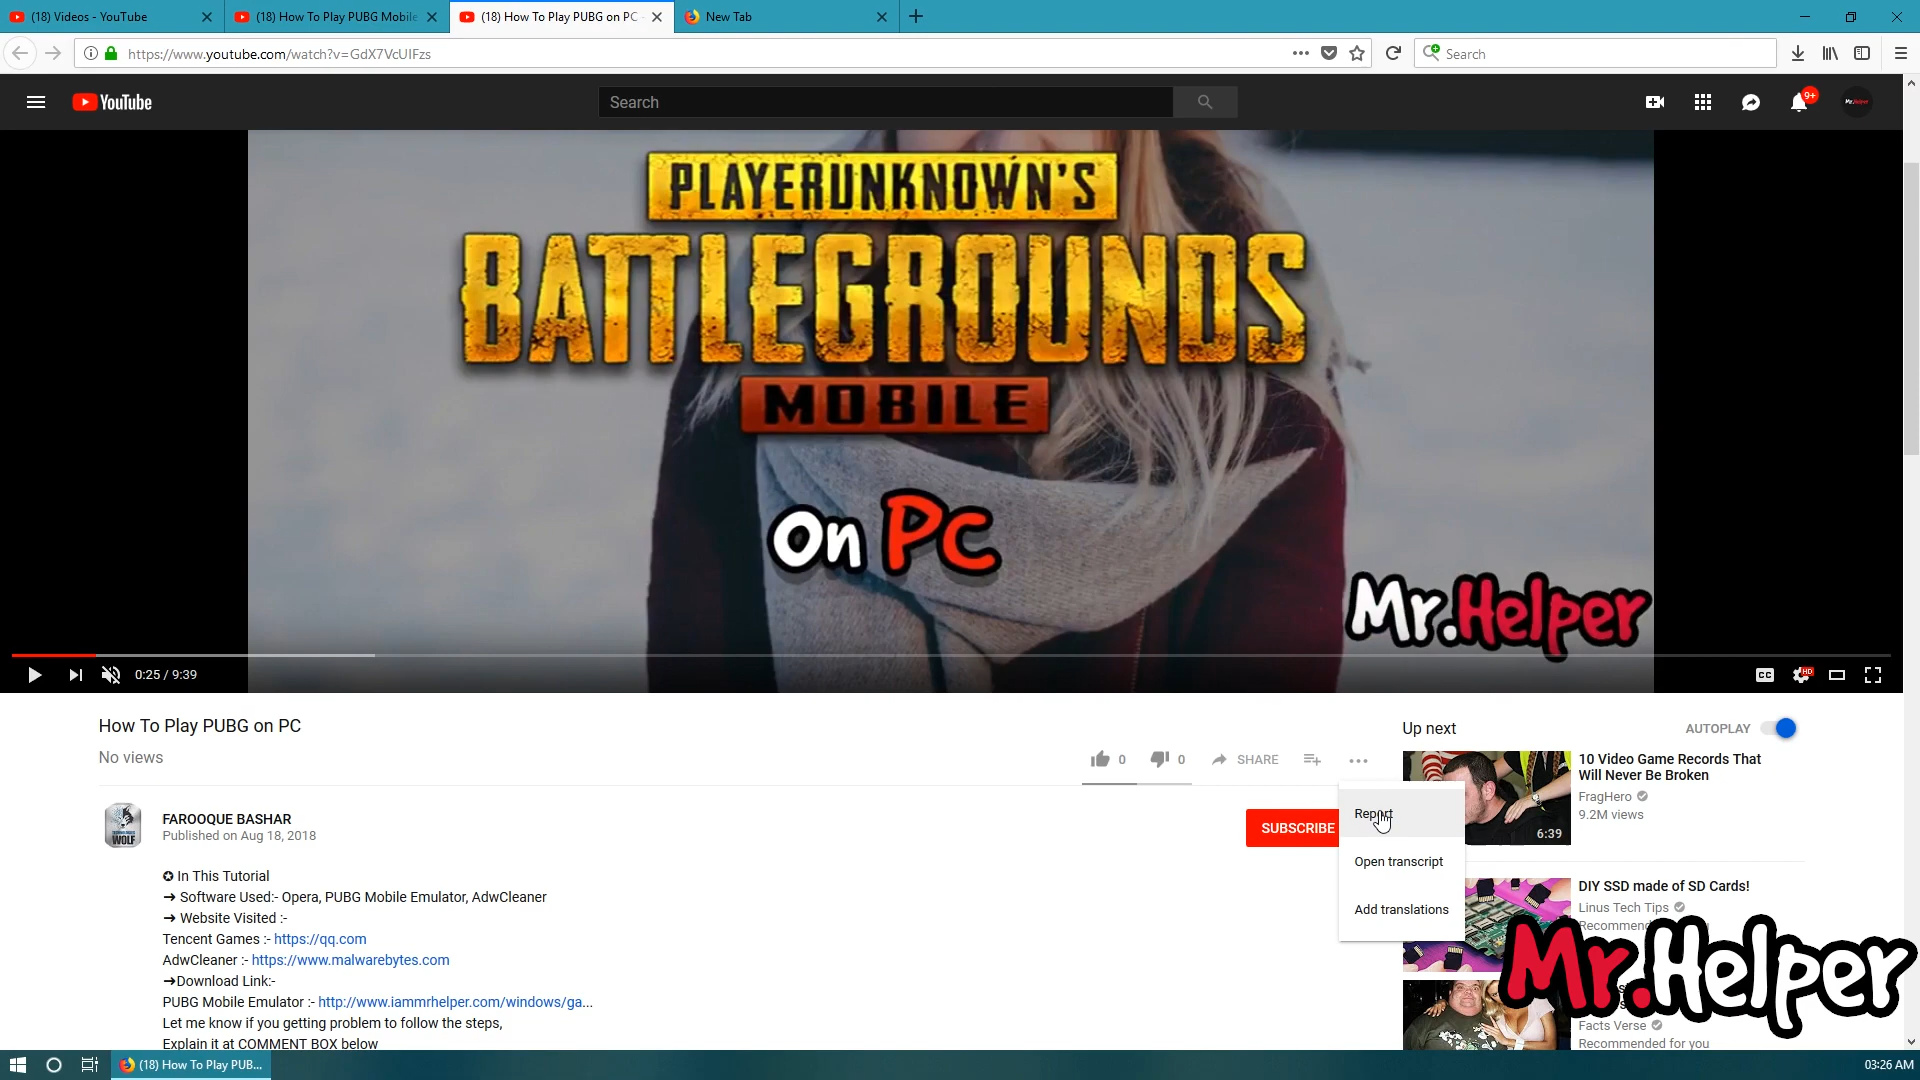 (18) Videos - YouTube
(18) How To Play PUBG Mobile
(18) How To Play PUBG on PC -
New Tab
https://www.youtube.com/watch?v=GdX7VcUIFzs
Search
YouTube
Search
9+
PLAYERUNKNOWN'S
BATTLEGROUNDS
MOBILE
On PC
Mr.Helper
0:25 / 9:39
CC
HD
How To Play PUBG on PC
No views
0
0
SHARE
Up next
AUTOPLAY
Report
Open transcript
Add translations
FAROOQUE BASHAR
Published on Aug 18, 2018
SUBSCRIBE
✪ In This Tutorial
➔ Software Used:- Opera, PUBG Mobile Emulator, AdwCleaner
➔ Website Visited :-
Tencent Games :- https://qq.com
AdwCleaner :- https://www.malwarebytes.com
➔Download Link:-
PUBG Mobile Emulator :- http://www.iammrhelper.com/windows/ga...
Let me know if you getting problem to follow the steps,
Explain it at COMMENT BOX below
10 Video Game Records That
Will Never Be Broken
FragHero
9.2M views
6:39
DIY SSD made of SD Cards!
Linus Tech Tips
Mr.Helper
Facts Verse
Recommended for you
(18) How To Play PUB...
03:26 AM